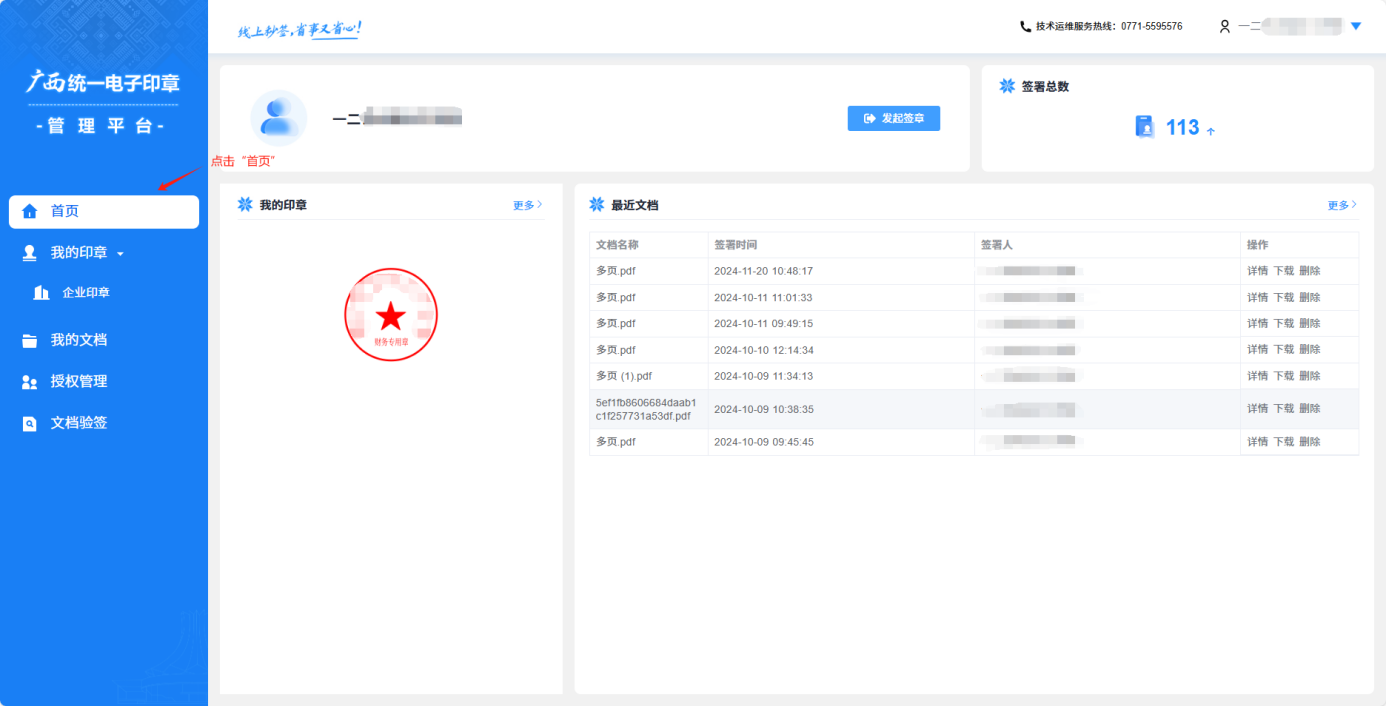 线上秒签,省事又省心!
技术运维服务热线：0771-5595576
一二
广西统一电子印章
-管理平台-
一二
发起签章
签署总数
113个
点击“首页”
首页
我的印章
企业印章
我的文档
授权管理
文档验签
我的印章
更多
财务专用章
最近文档
更多
文档名称 签署时间 签署人 操作
多页.pdf 2024-11-20 10:48:17 详情 下载 删除
多页.pdf 2024-10-11 11:01:33 详情 下载 删除
多页.pdf 2024-10-11 09:49:15 详情 下载 删除
多页.pdf 2024-10-10 12:14:34 详情 下载 删除
多页 (1).pdf 2024-10-09 11:34:13 详情 下载 删除
5ef1fb8606684daab1
c1f257731a53df.pdf 2024-10-09 10:38:35 详情 下载 删除
多页.pdf 2024-10-09 09:45:45 详情 下载 删除